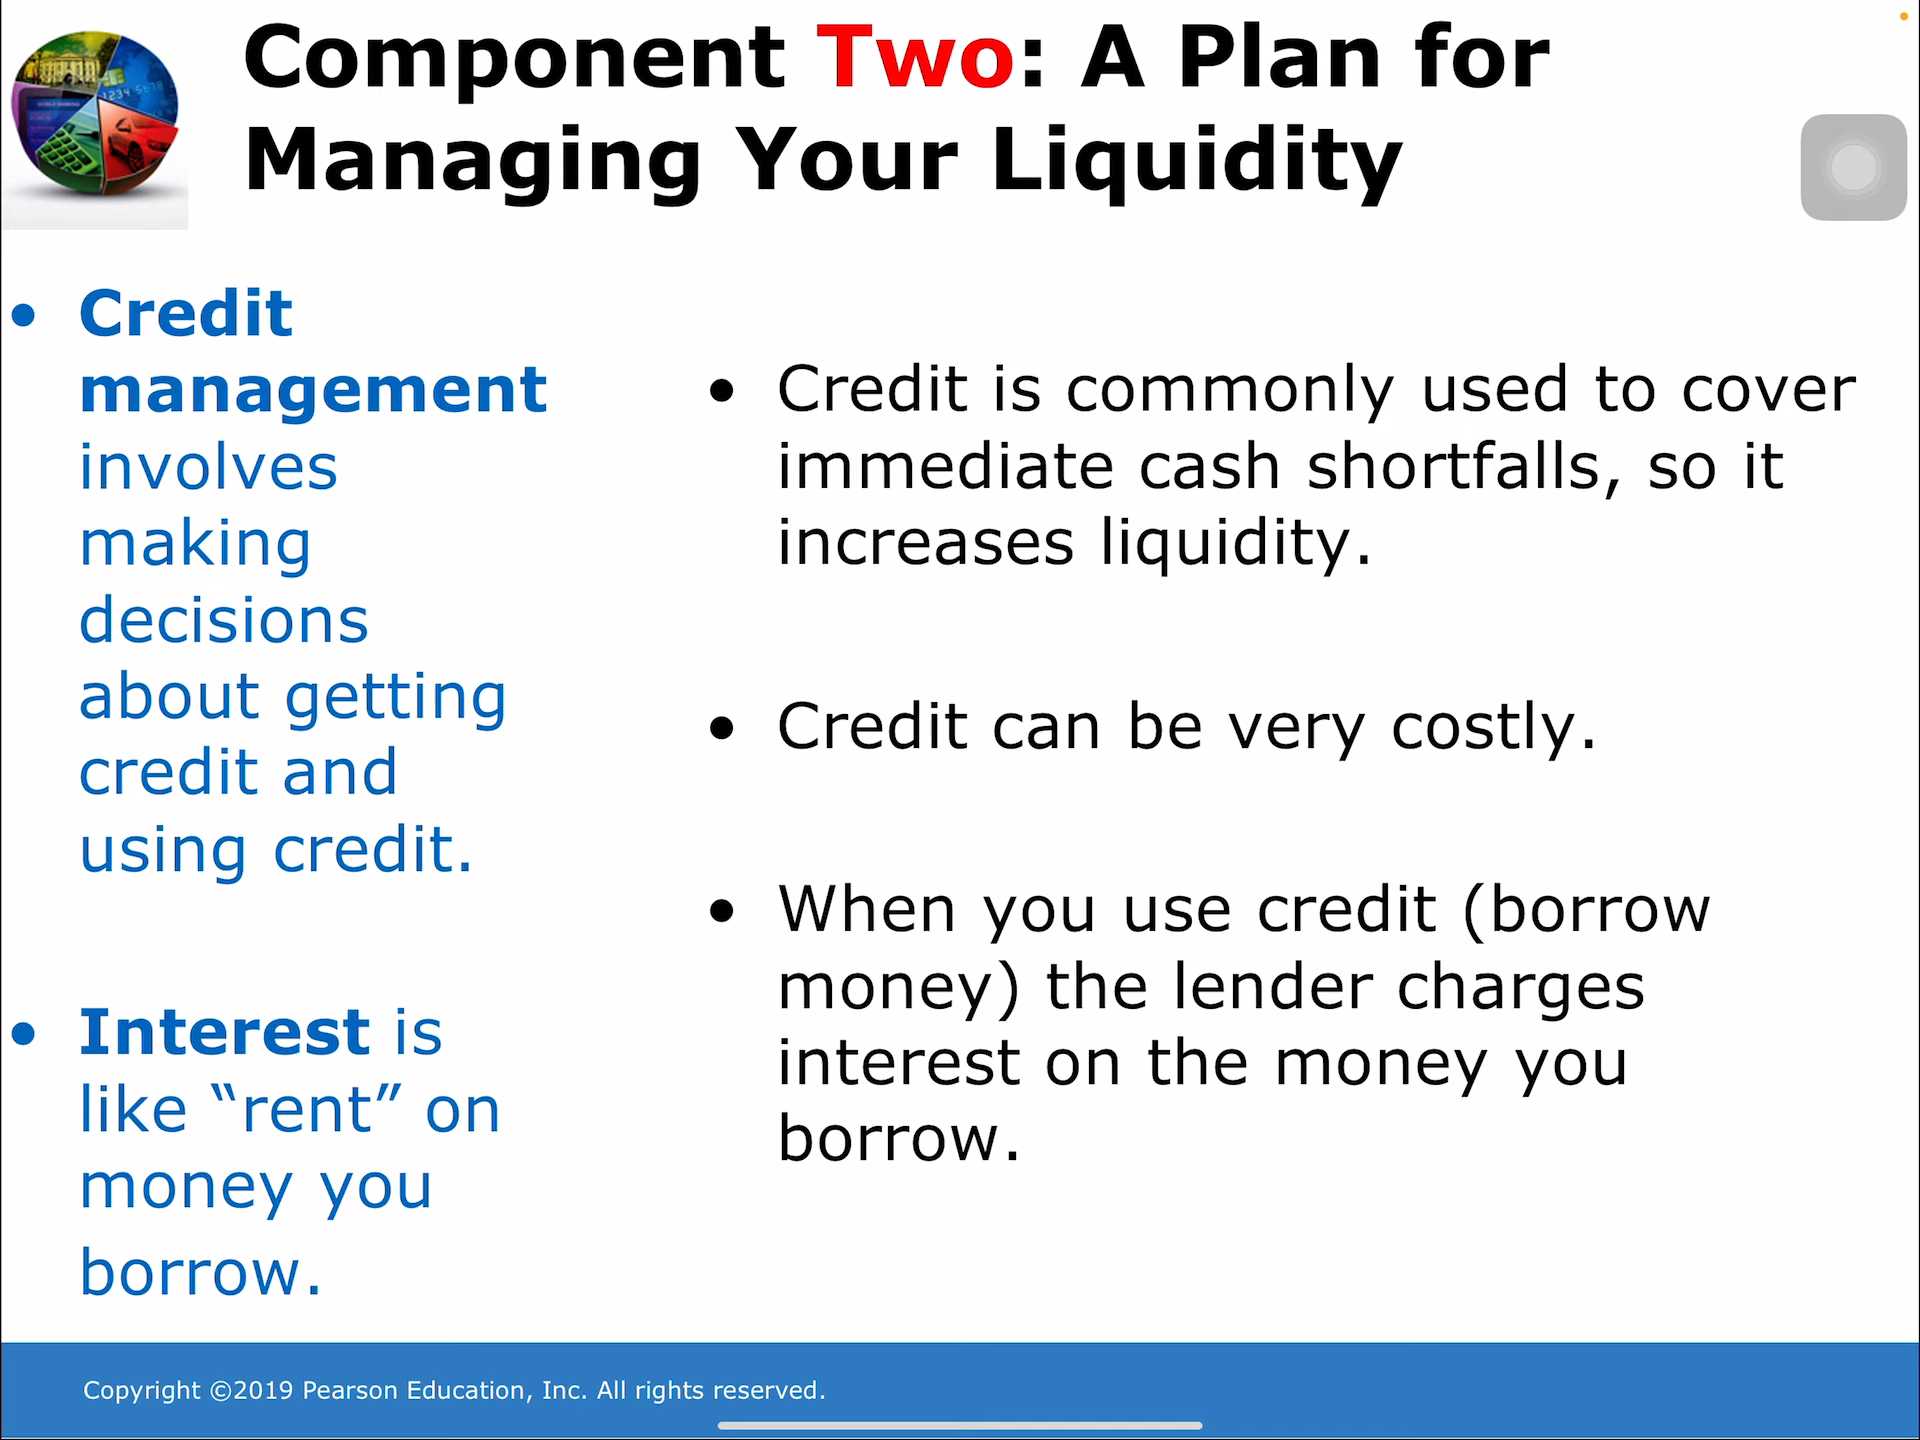 Component Two: A Plan for
Managing Your Liquidity
• Credit
management
involves
making
decisions
about getting
credit and
using credit.
• Interest is
like “rent” on
money you
borrow.
• Credit is commonly used to cover
immediate cash shortfalls, so it
increases liquidity.
• Credit can be very costly.
• When you use credit (borrow
money) the lender charges
interest on the money you
borrow.
Copyright ©2019 Pearson Education, Inc. All rights reserved.